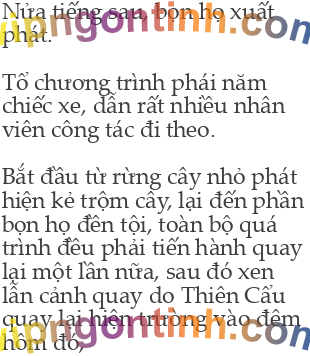 Nửa tiếng sau, bọn họ xuất
phát.
Tổ chương trình phái năm
chiếc xe, dẫn rất nhiều nhân
viên công tác đi theo.
Bắt đầu từ rừng cây nhỏ phát
hiện kẻ trộm cây, lại đến phần
bọn họ đền tội, toàn bộ quá
trình đều phải tiến hành quay
lại một lần nữa, sau đó xen
lẫn cảnh quay do Thiên Cẩu
quay lại hiện trường vào đêm
hôm đó,